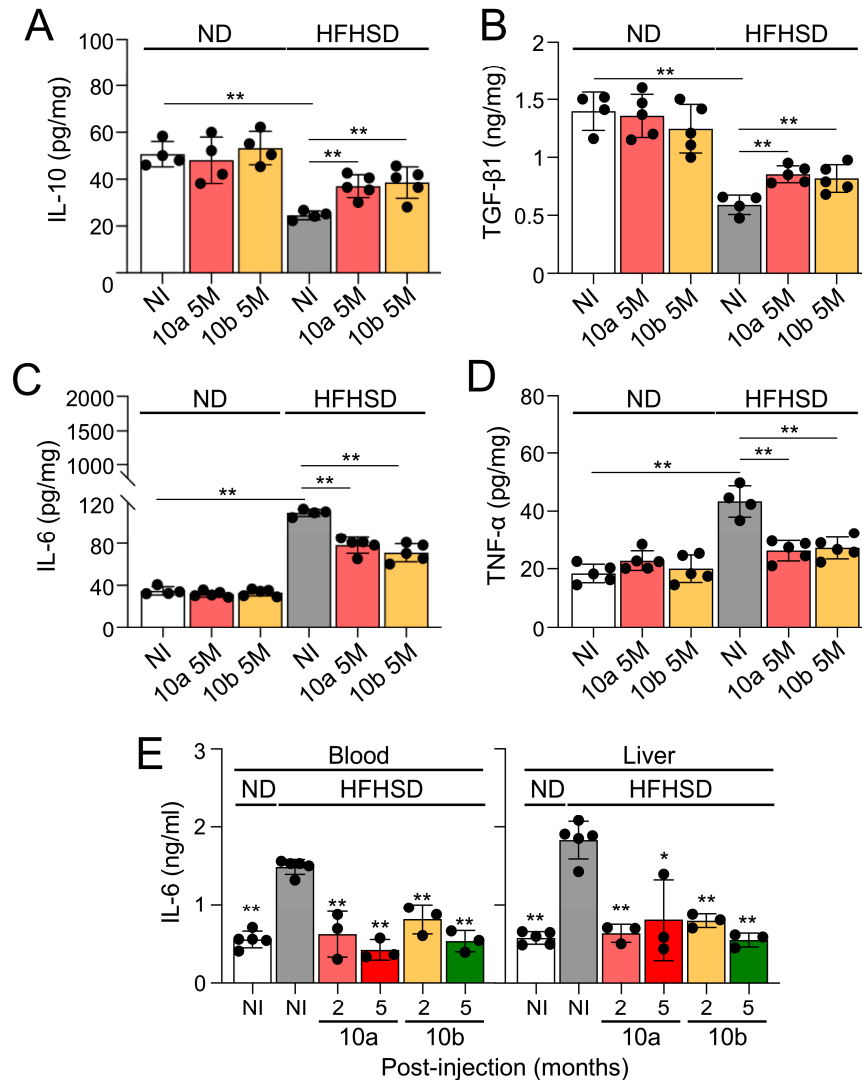 A
ND HFHSD
IL-10 (pg/mg)
100
80
60
40
20
0
** ** **
NI 10a 5M 10b 5M NI 10a 5M 10b 5M
B
ND HFHSD
TGF-β1 (ng/mg)
2
1.5
1
0.5
0
** ** **
NI 10a 5M 10b 5M NI 10a 5M 10b 5M
C
ND HFHSD
IL-6 (pg/mg)
2000
1500
1000
120
80
40
0
** ** **
NI 10a 5M 10b 5M NI 10a 5M 10b 5M
D
ND HFHSD
TNF-α (pg/mg)
80
60
40
20
0
** ** **
NI 10a 5M 10b 5M NI 10a 5M 10b 5M
E
Blood Liver
ND HFHSD ND HFHSD
IL-6 (ng/ml)
3
2
1
0
** ** ** ** ** ** ** * ** **
NI NI 2 5 2 5 NI NI 2 5 2 5
10a 10b 10a 10b
Post-injection (months)